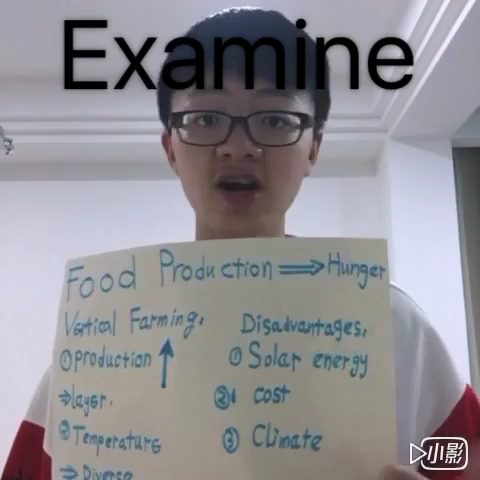 Examine
Food Production ⇒ Hunger
Vertical Farming.
① production ↑
⇒ layer.
② Temperature
⇒ Diverse
Disadvantages.
① Solar energy
② cost
③ Climate
小影